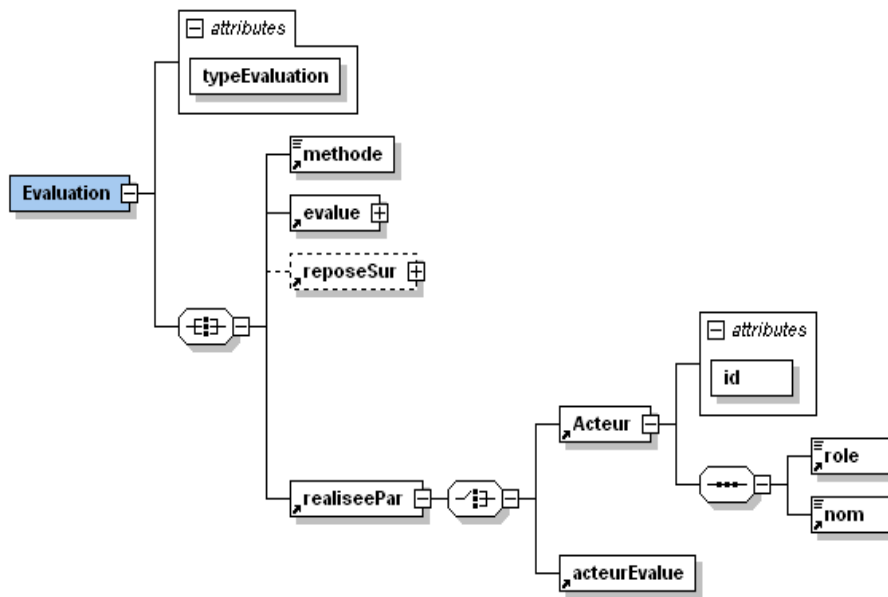 attributes
typeEvaluation
Evaluation
methode
evalue
reposeSur
realiseePar
Acteur
attributes
id
role
nom
acteurEvalue